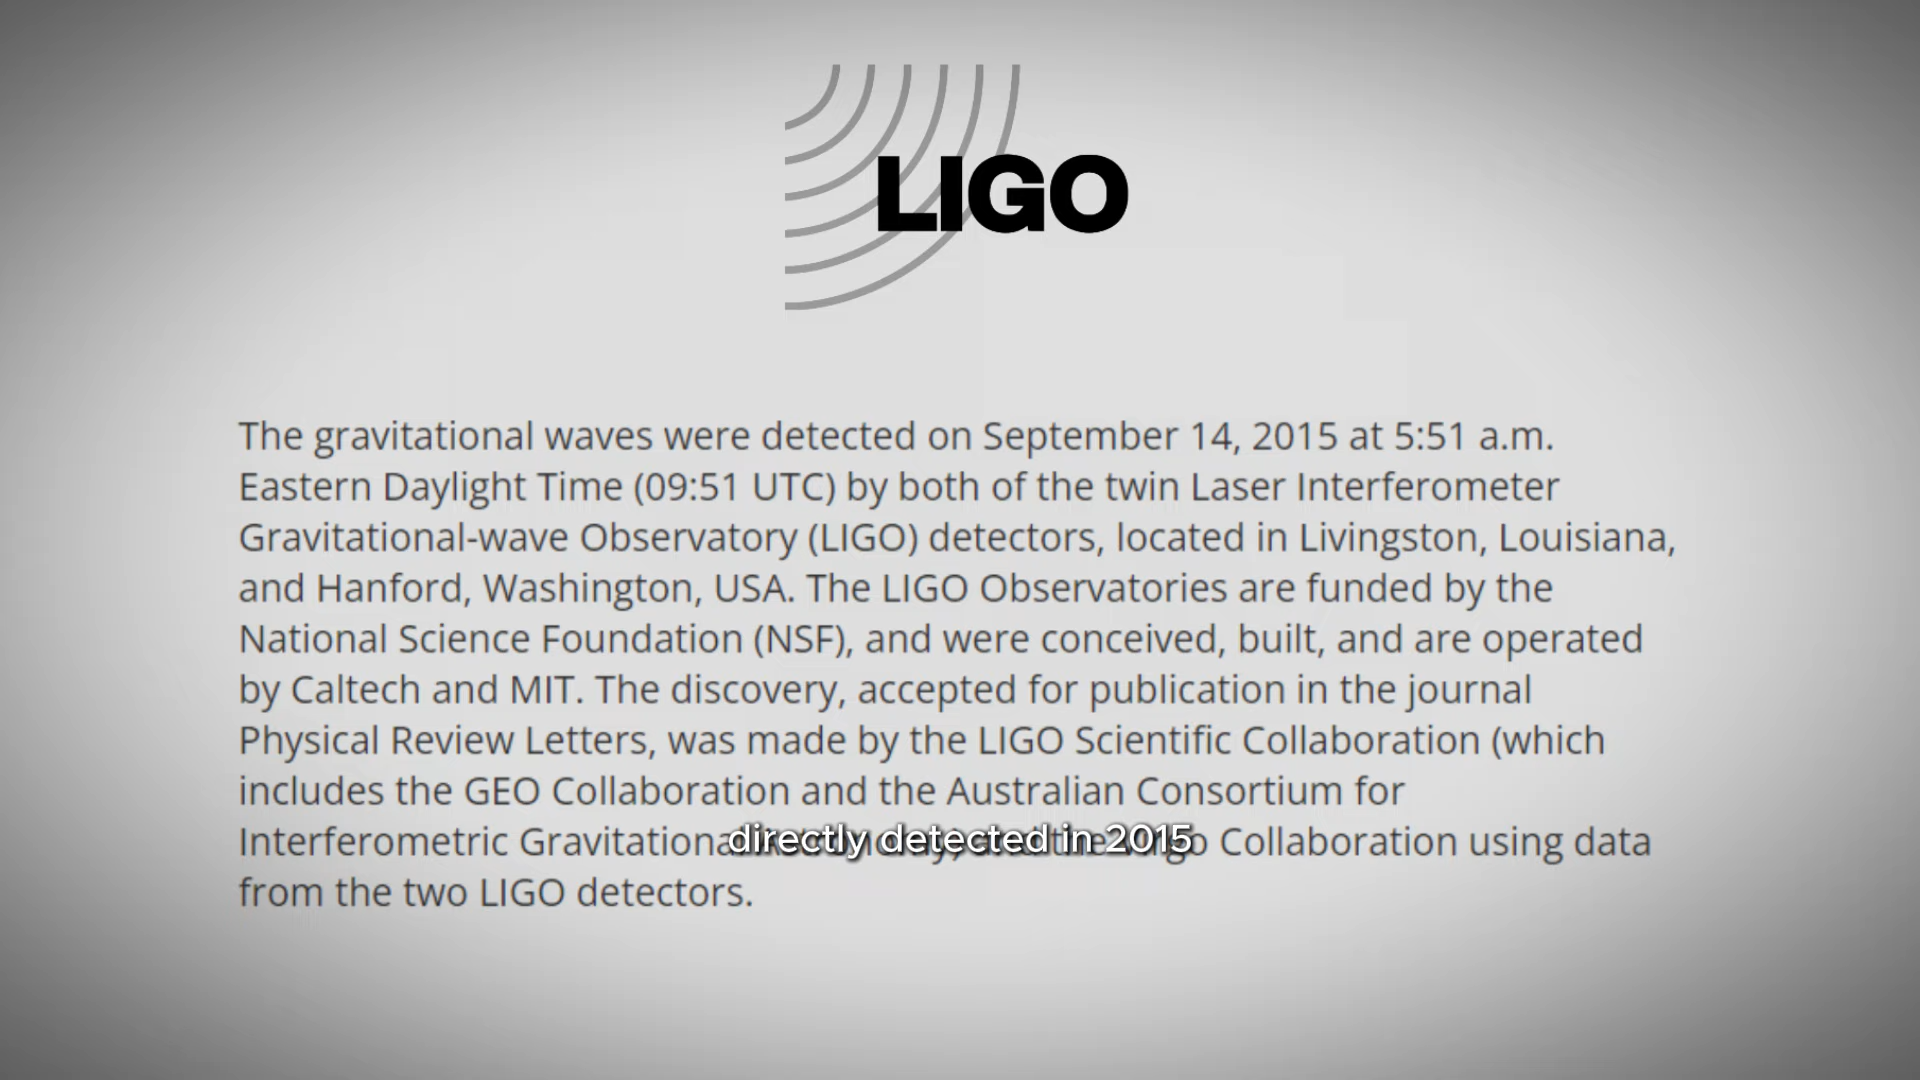 LIGO
The gravitational waves were detected on September 14, 2015 at 5:51 a.m.
Eastern Daylight Time (09:51 UTC) by both of the twin Laser Interferometer
Gravitational-wave Observatory (LIGO) detectors, located in Livingston, Louisiana,
and Hanford, Washington, USA. The LIGO Observatories are funded by the
National Science Foundation (NSF), and were conceived, built, and are operated
by Caltech and MIT. The discovery, accepted for publication in the journal
Physical Review Letters, was made by the LIGO Scientific Collaboration (which
includes the GEO Collaboration and the Australian Consortium for
Interferometric Gravitational the Virgo Collaboration using data
directly detected in 2015
from the two LIGO detectors.